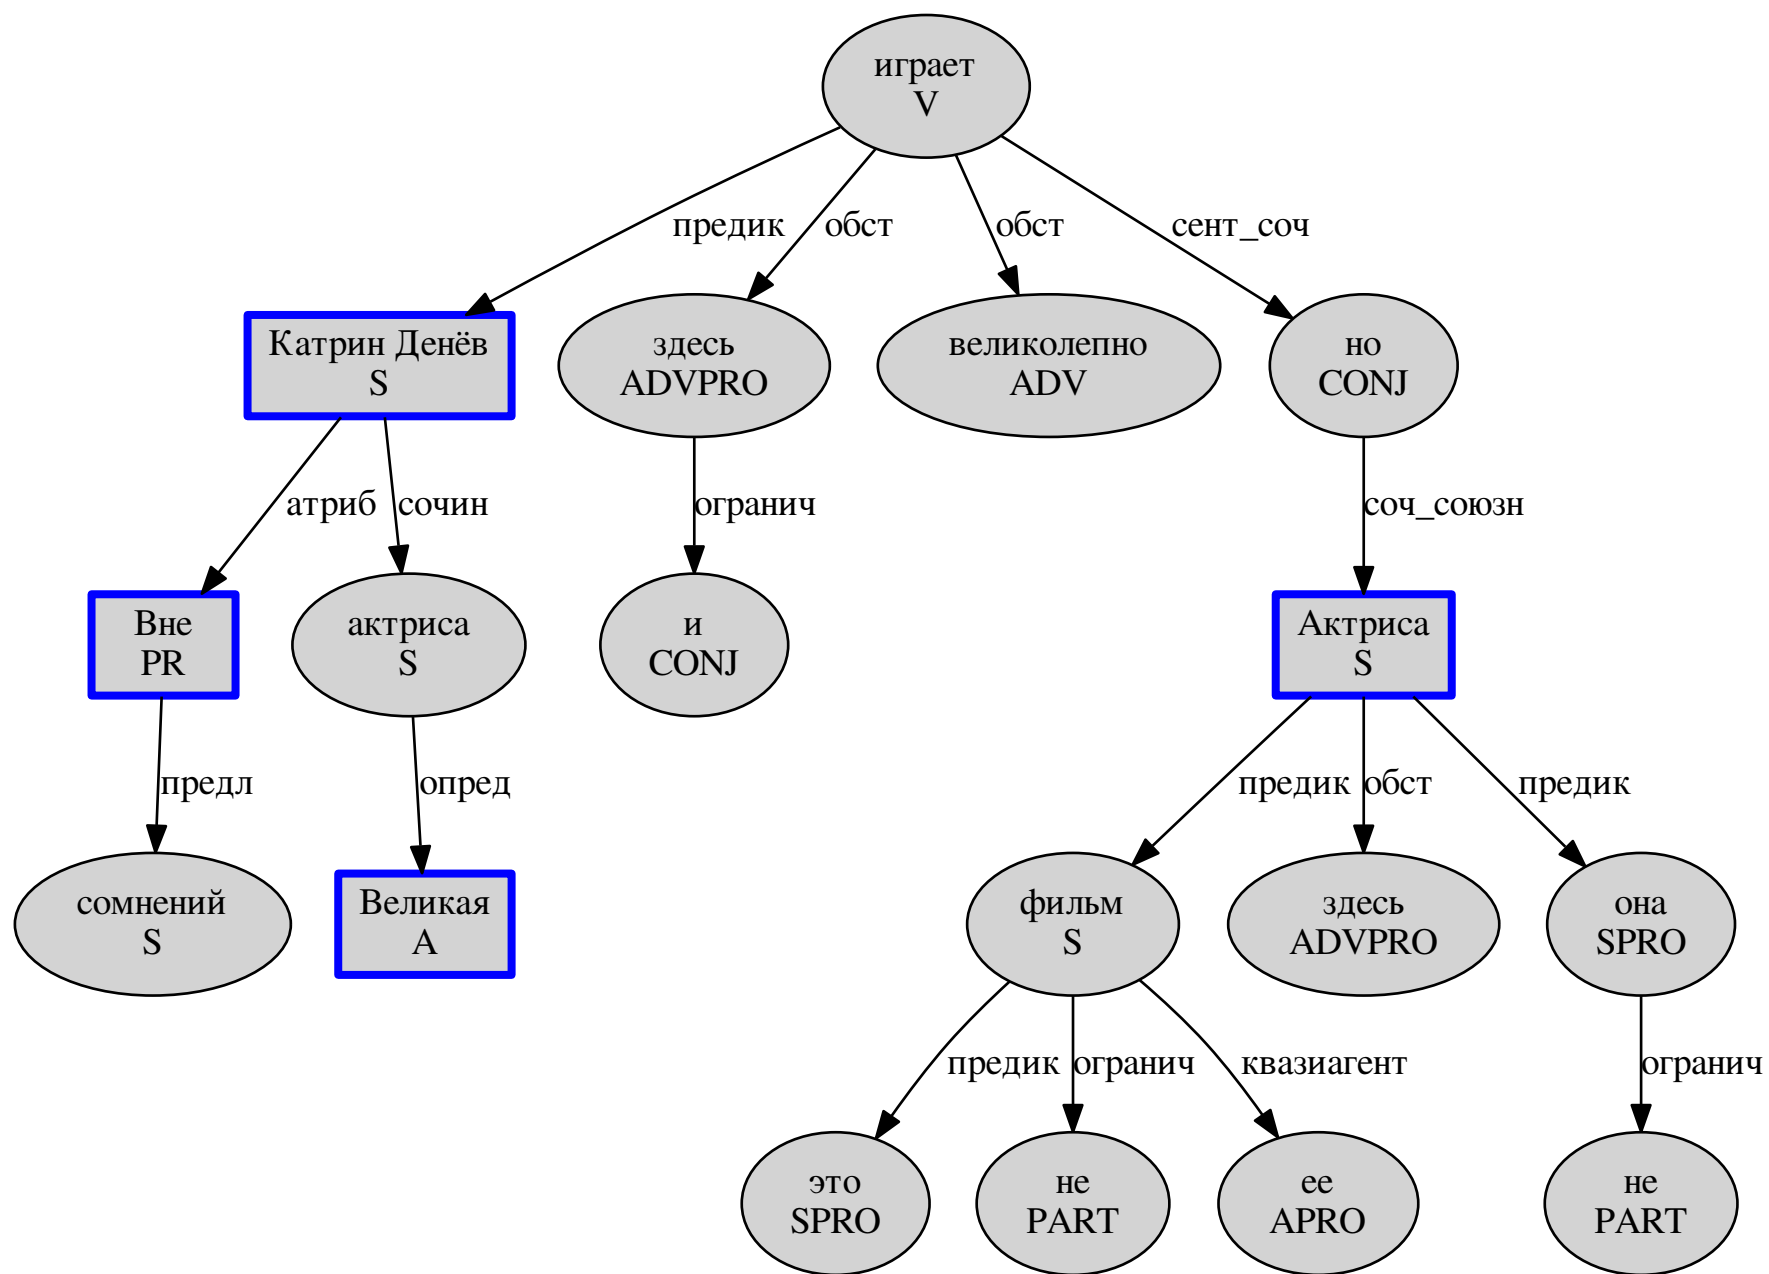 играет
V
предик
обст
обст
сент_соч
Катрин Денёв
S
здесь
ADVPRO
великолепно
ADV
но
CONJ
атриб
сочин
огранич
соч_союзн
Вне
PR
актриса
S
и
CONJ
Актриса
S
предл
опред
предик
обст
предик
сомнений
S
Великая
A
фильм
S
здесь
ADVPRO
она
SPRO
предик
огранич
квазиагент
огранич
это
SPRO
не
PART
ее
APRO
не
PART